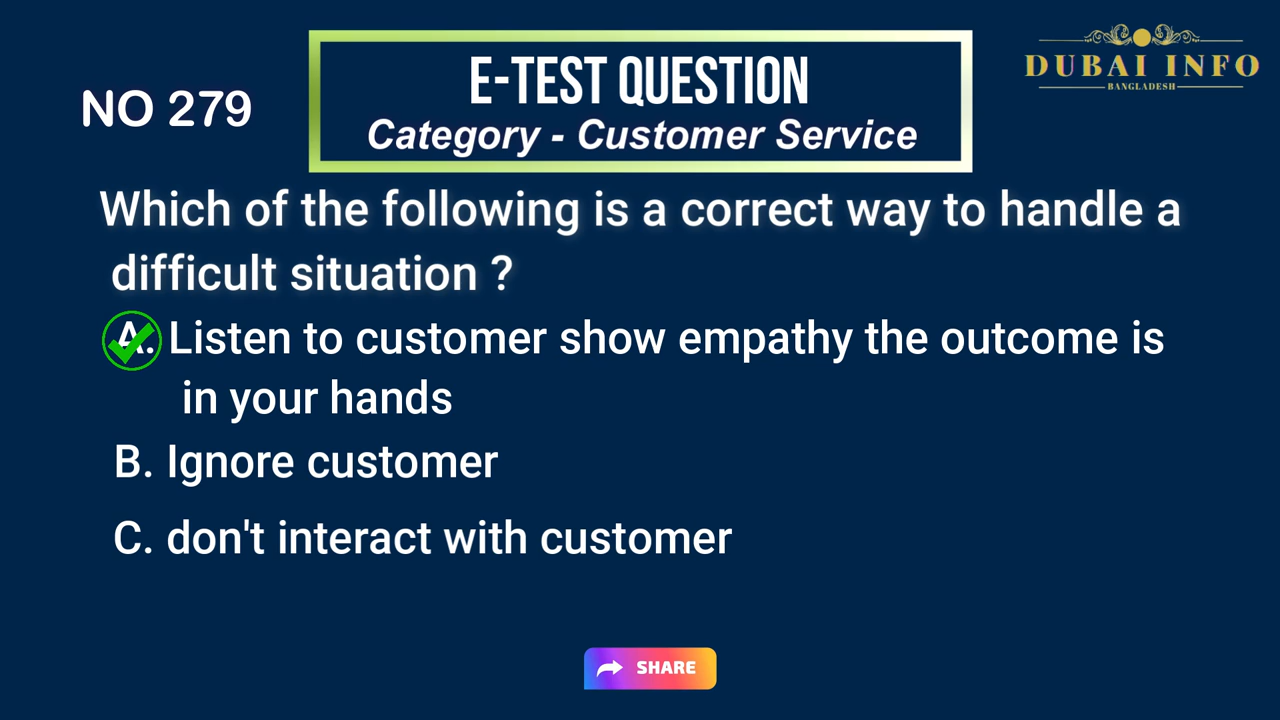 NO 279
E-TEST QUESTION
Category - Customer Service
DUBAI INFO
BANGLADESH
Which of the following is a correct way to handle a
difficult situation ?
A. Listen to customer show empathy the outcome is
in your hands
B. Ignore customer
C. don't interact with customer
SHARE